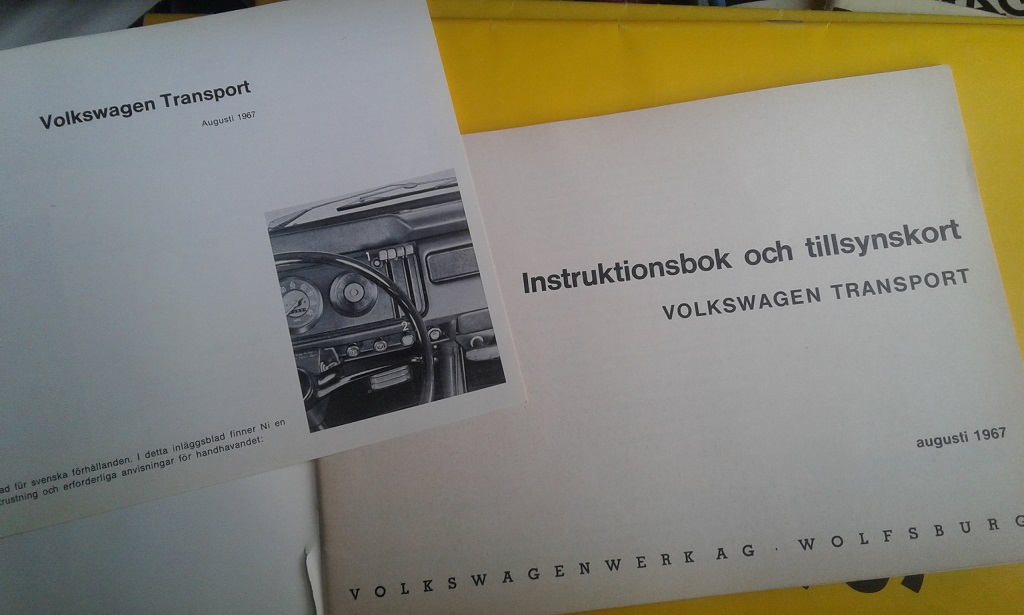 Volkswagen Transport
Augusti 1967
ad für svenska förhållanden. I detta inläggsblad finner Ni en
rustning och erforderliga anvisningar för handhavandet:
Instruktionsbok och tillsynskort
VOLKSWAGEN TRANSPORT
augusti 1967
VOLKSWAGENWERK AG · WOLFSBURG